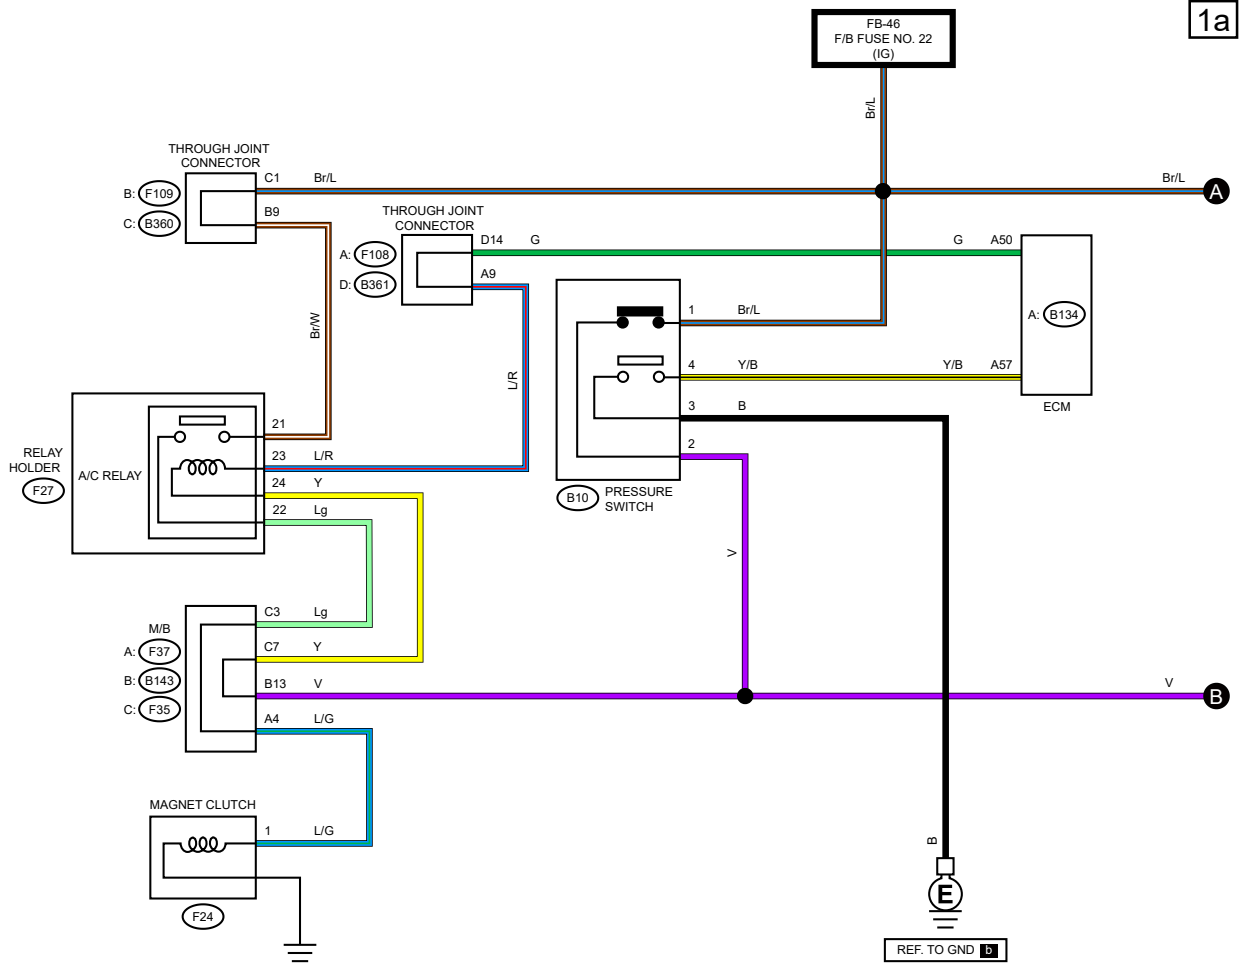 1a
FB-46
F/B FUSE NO. 22
(IG)
Br/L
THROUGH JOINT
CONNECTOR
C1 Br/L
Br/L A
B: F109
B9
C: B360
THROUGH JOINT
CONNECTOR
D14 G
G A50
A: F108
A9
D: B361
Br/W
L/R
1 Br/L
A: B134
4 Y/B
Y/B A57
3 B
ECM
2
B10
PRESSURE
SWITCH
21
RELAY
HOLDER
F27
A/C RELAY
23 L/R
24 Y
22 Lg
V
C3 Lg
M/B
A: F37
C7 Y
B: B143
B13 V
V B
C: F35
A4 L/G
MAGNET CLUTCH
1 L/G
B
F24
E
REF. TO GND b